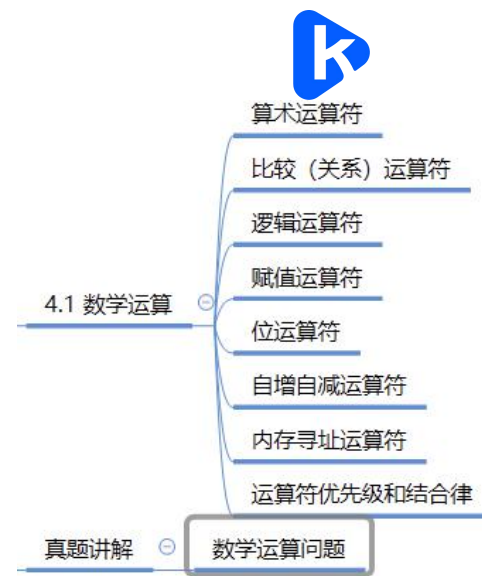 k
算术运算符
比较（关系）运算符
逻辑运算符
赋值运算符
4.1 数学运算
位运算符
自增自减运算符
内存寻址运算符
运算符优先级和结合律
真题讲解
数学运算问题